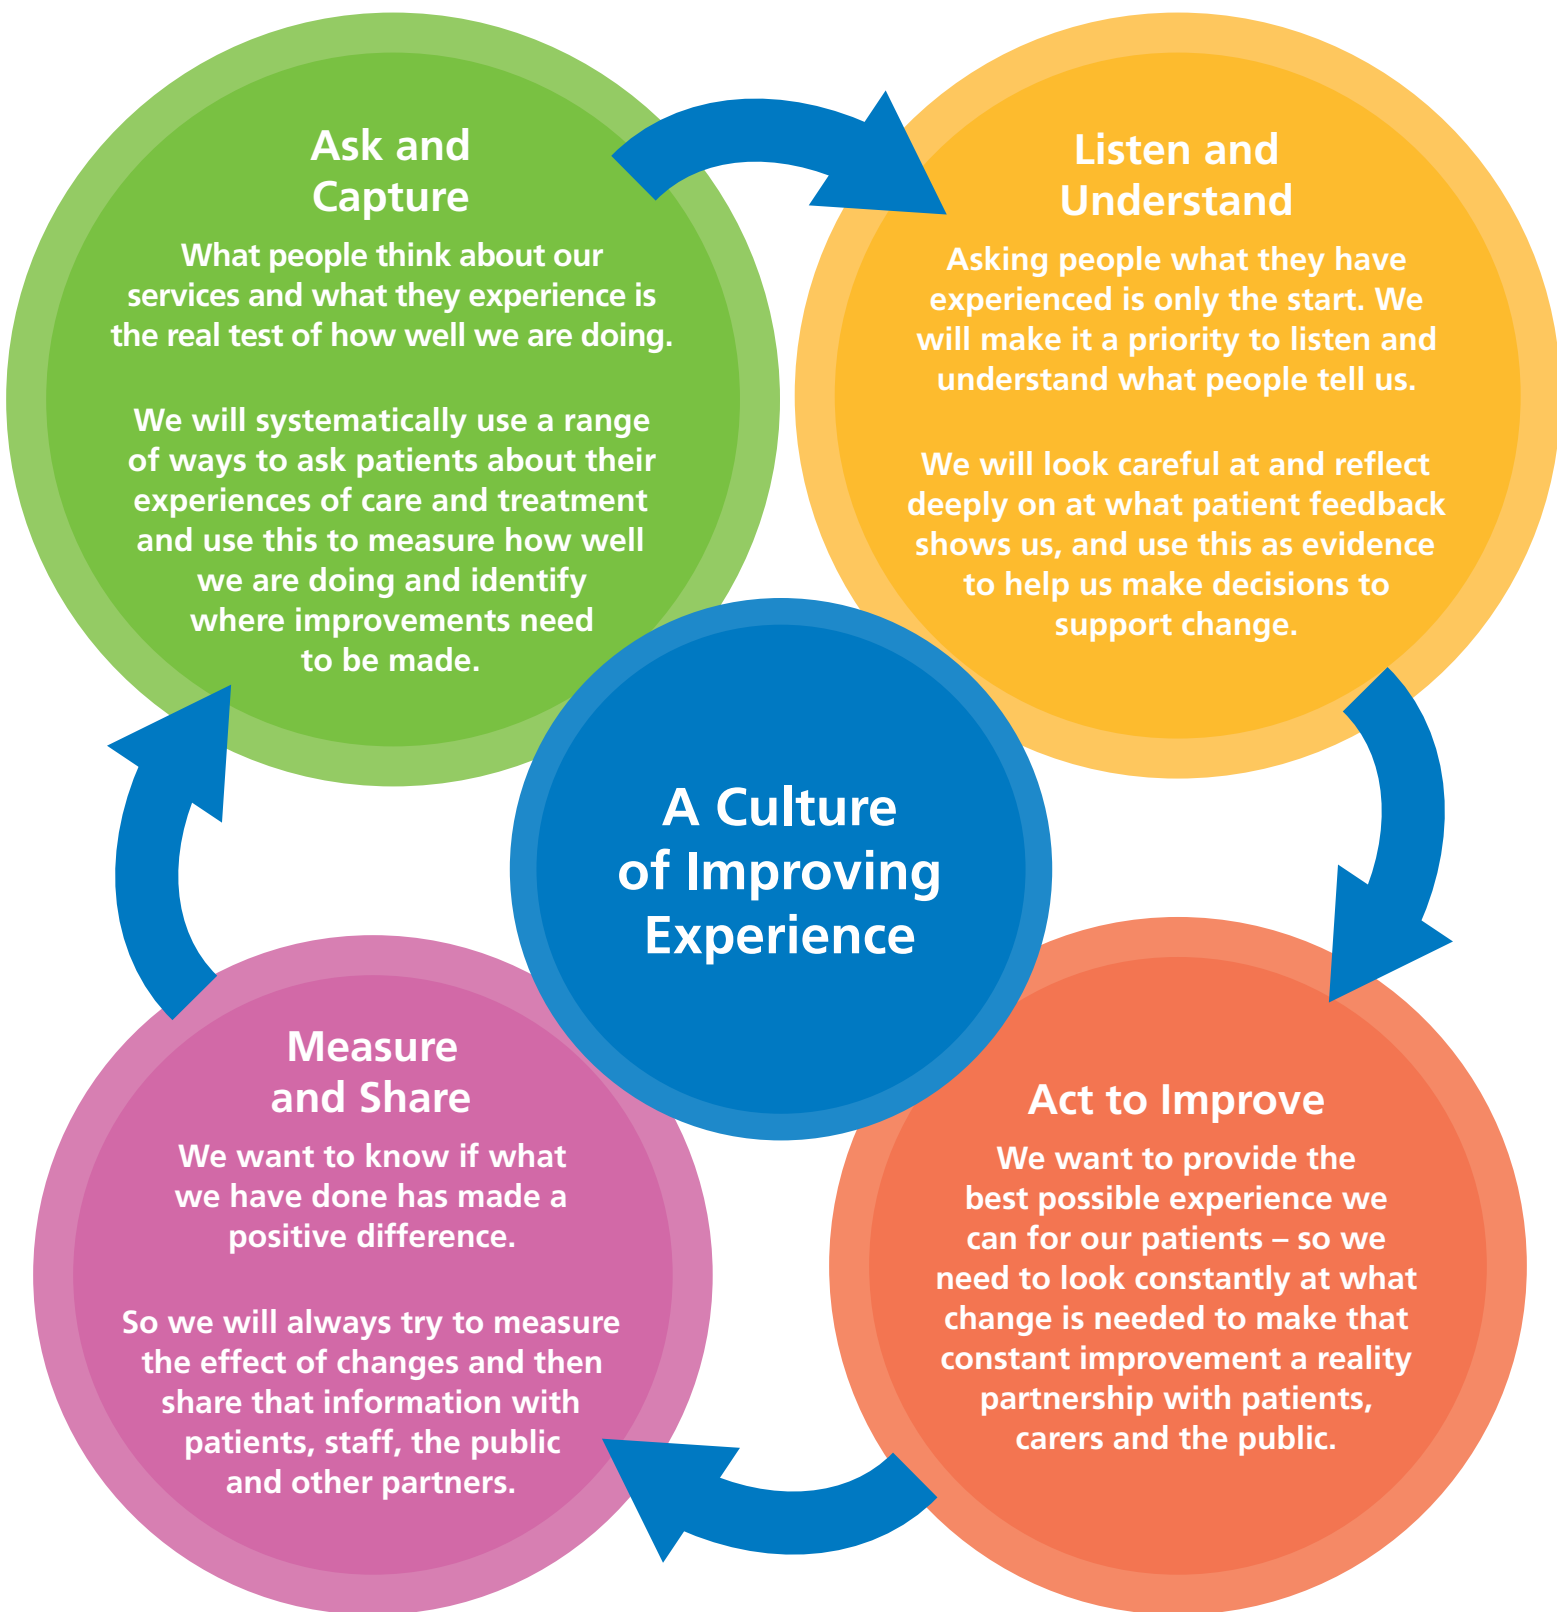 Ask and
Capture
What people think about our
services and what they experience is
the real test of how well we are doing.
We will systematically use a range
of ways to ask patients about their
experiences of care and treatment
and use this to measure how well
we are doing and identify
where improvements need
to be made.
Listen and
Understand
Asking people what they have
experienced is only the start. We
will make it a priority to listen and
understand what people tell us.
We will look careful at and reflect
deeply on at what patient feedback
shows us, and use this as evidence
to help us make decisions to
support change.
A Culture
of Improving
Experience
Measure
and Share
We want to know if what
we have done has made a
positive difference.
So we will always try to measure
the effect of changes and then
share that information with
patients, staff, the public
and other partners.
Act to Improve
We want to provide the
best possible experience we
can for our patients – so we
need to look constantly at what
change is needed to make that
constant improvement a reality
partnership with patients,
carers and the public.